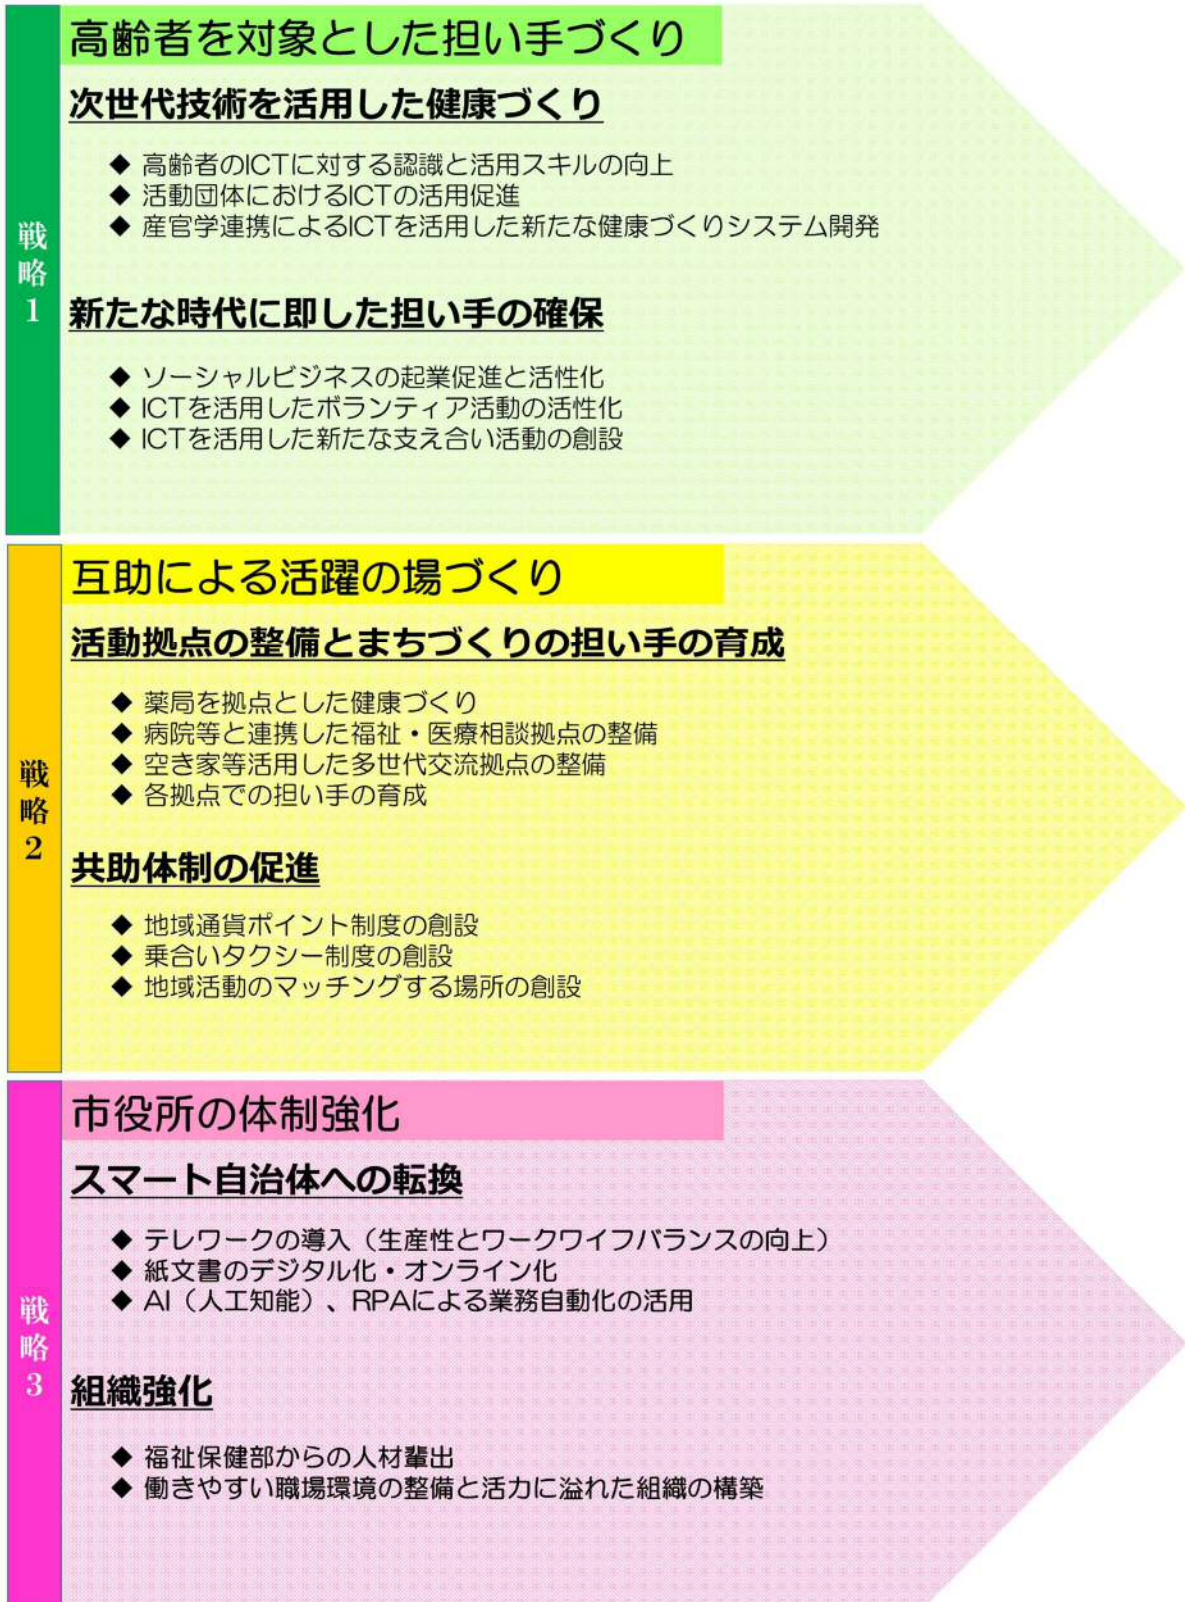 戦略1
高齢者を対象とした担い手づくり
次世代技術を活用した健康づくり
◆ 高齢者のICTに対する認識と活用スキルの向上
◆ 活動団体におけるICTの活用促進
◆ 産官学連携によるICTを活用した新たな健康づくりシステム開発
新たな時代に即した担い手の確保
◆ ソーシャルビジネスの起業促進と活性化
◆ ICTを活用したボランティア活動の活性化
◆ ICTを活用した新たな支え合い活動の創設
戦略2
互助による活躍の場づくり
活動拠点の整備とまちづくりの担い手の育成
◆ 薬局を拠点とした健康づくり
◆ 病院等と連携した福祉・医療相談拠点の整備
◆ 空き家等活用した多世代交流拠点の整備
◆ 各拠点での担い手の育成
共助体制の促進
◆ 地域通貨ポイント制度の創設
◆ 乗合いタクシー制度の創設
◆ 地域活動のマッチングする場所の創設
戦略3
市役所の体制強化
スマート自治体への転換
◆ テレワークの導入（生産性とワークワイフバランスの向上）
◆ 紙文書のデジタル化・オンライン化
◆ AI（人工知能）、RPAによる業務自動化の活用
組織強化
◆ 福祉保健部からの人材輩出
◆ 働きやすい職場環境の整備と活力に溢れた組織の構築